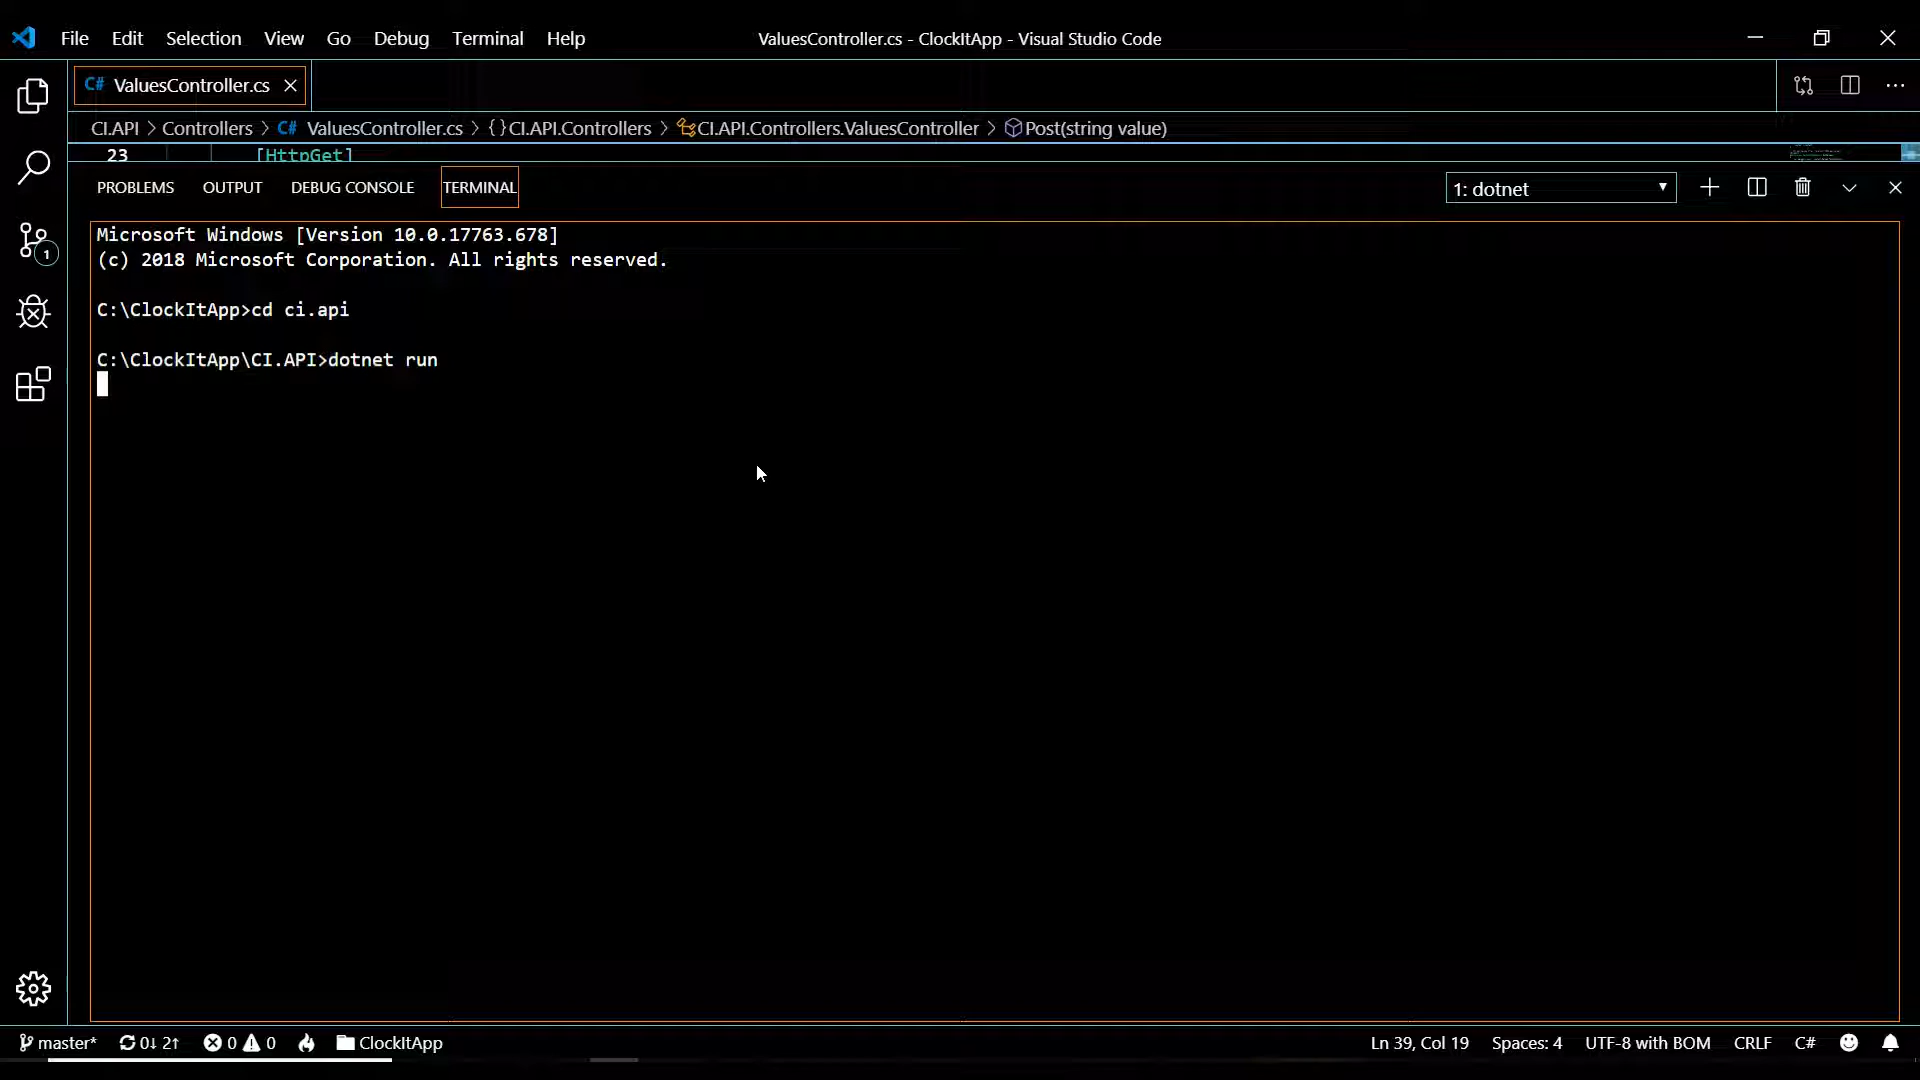 File Edit Selection View Go Debug Terminal Help
ValuesController.cs - ClockItApp - Visual Studio Code
C# ValuesController.cs
CI.API > Controllers > C# ValuesController.cs > {} CI.API.Controllers > CI.API.Controllers.ValuesController > Post(string value)
23 [HttpGet]
PROBLEMS OUTPUT DEBUG CONSOLE TERMINAL 1: dotnet
Microsoft Windows [Version 10.0.17763.678]
(c) 2018 Microsoft Corporation. All rights reserved.
C:\ClockItApp>cd ci.api
C:\ClockItApp\CI.API>dotnet run
1
master* 0↓ 2↑ 0 0 ClockItApp Ln 39, Col 19 Spaces: 4 UTF-8 with BOM CRLF C#